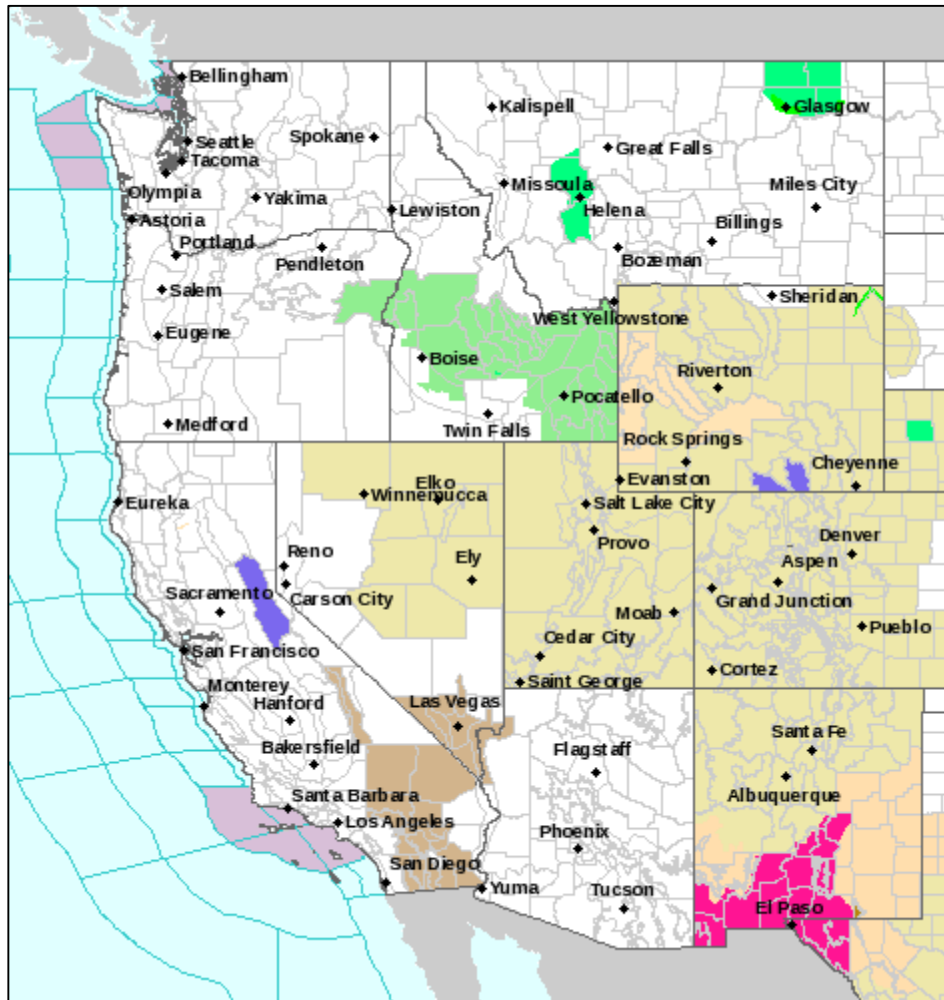 Bellingham
Kalispell
Glasgow
Spokane
Seattle
Great Falls
Tacoma
Olympia
Missoula
Miles City
Yakima
Lewiston
Helena
Astoria
Billings
Portland
Pendleton
Bozeman
Salem
Sheridan
West Yellowstone
Eugene
Boise
Riverton
Pocatello
Medford
Twin Falls
Rock Springs
Cheyenne
Elko
Evanston
Winnemucca
Eureka
Salt Lake City
Denver
Provo
Reno
Ely
Aspen
Sacramento
Carson City
Grand Junction
Moab
Pueblo
Cedar City
San Francisco
Cortez
Saint George
Monterey
Las Vegas
Hanford
Santa Fe
Bakersfield
Flagstaff
Santa Barbara
Albuquerque
Los Angeles
Phoenix
San Diego
Yuma
Tucson
El Paso